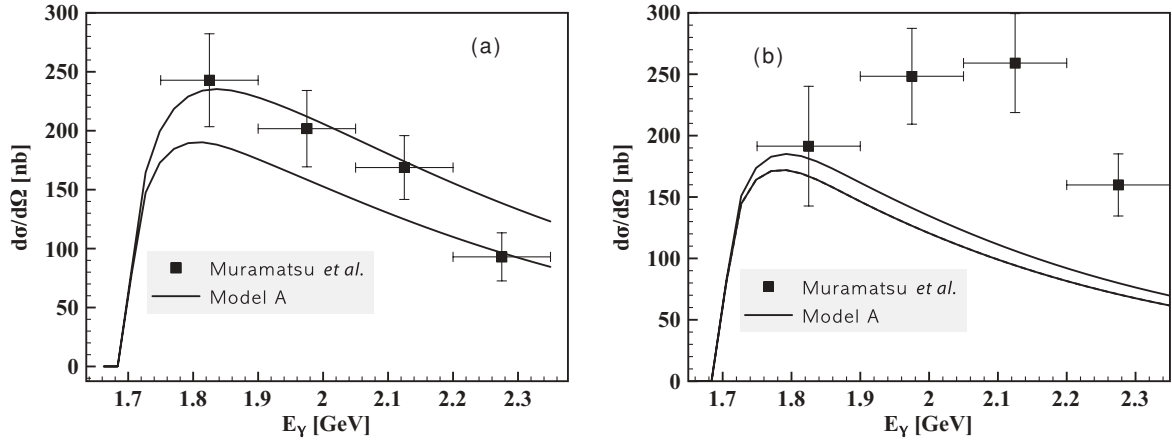 300
250
200
150
100
50
0
dσ/dΩ [nb]
(a)
Muramatsu et al.
Model A
1.7 1.8 1.9 2 2.1 2.2 2.3
Eγ [GeV]
300
250
200
150
100
50
0
dσ/dΩ [nb]
(b)
Muramatsu et al.
Model A
1.7 1.8 1.9 2 2.1 2.2 2.3
Eγ [GeV]